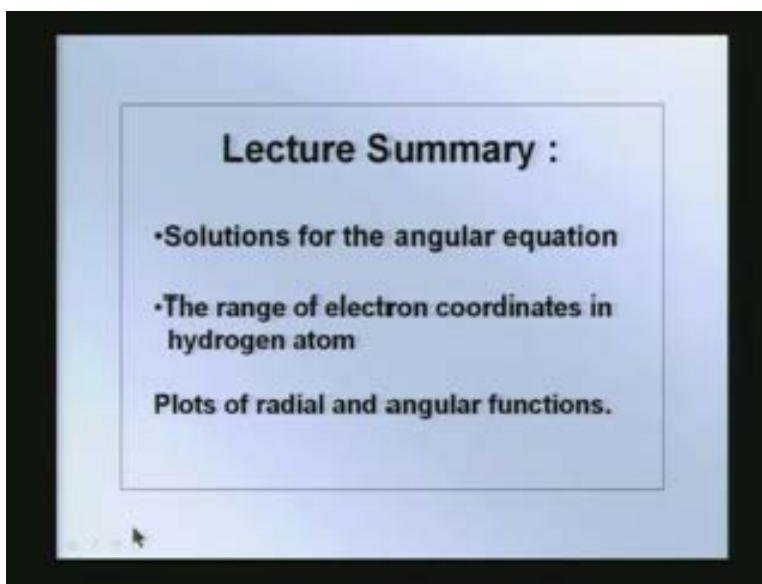 Lecture Summary :
•Solutions for the angular equation
•The range of electron coordinates in
hydrogen atom
Plots of radial and angular functions.